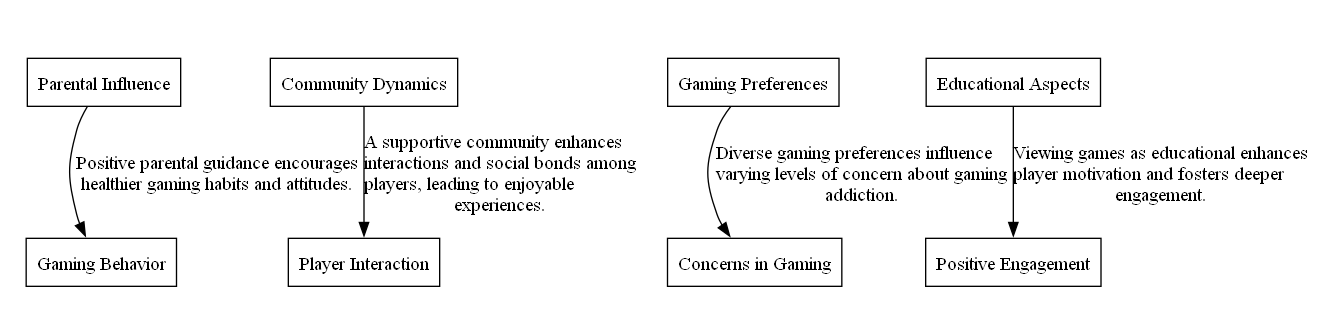 Parental Influence
Community Dynamics
Gaming Preferences
Educational Aspects
Positive parental guidance encourages
healthier gaming habits and attitudes.
A supportive community enhances
interactions and social bonds among
players, leading to enjoyable
experiences.
Diverse gaming preferences influence
varying levels of concern about gaming
addiction.
Viewing games as educational enhances
player motivation and fosters deeper
engagement.
Gaming Behavior
Player Interaction
Concerns in Gaming
Positive Engagement